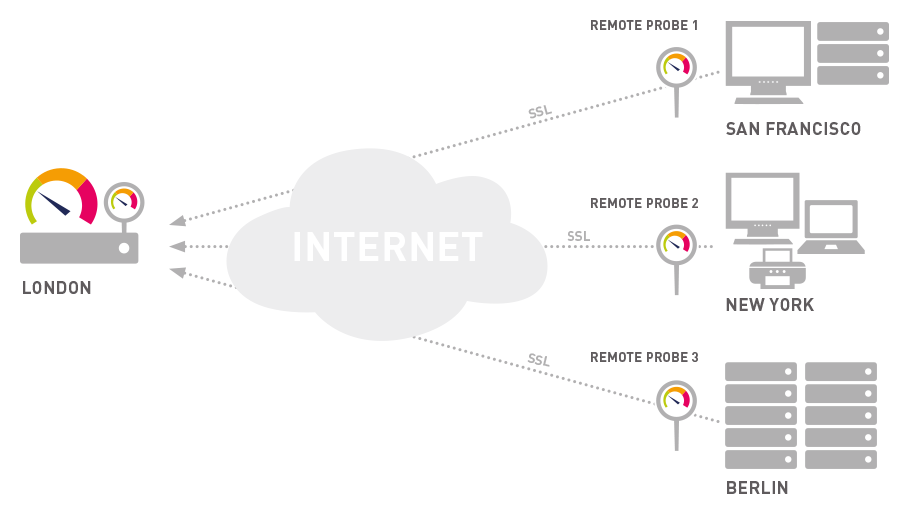 REMOTE PROBE 1
SSL
SAN FRANCISCO
REMOTE PROBE 2
INTERNET
SSL
LONDON
NEW YORK
REMOTE PROBE 3
SSL
BERLIN